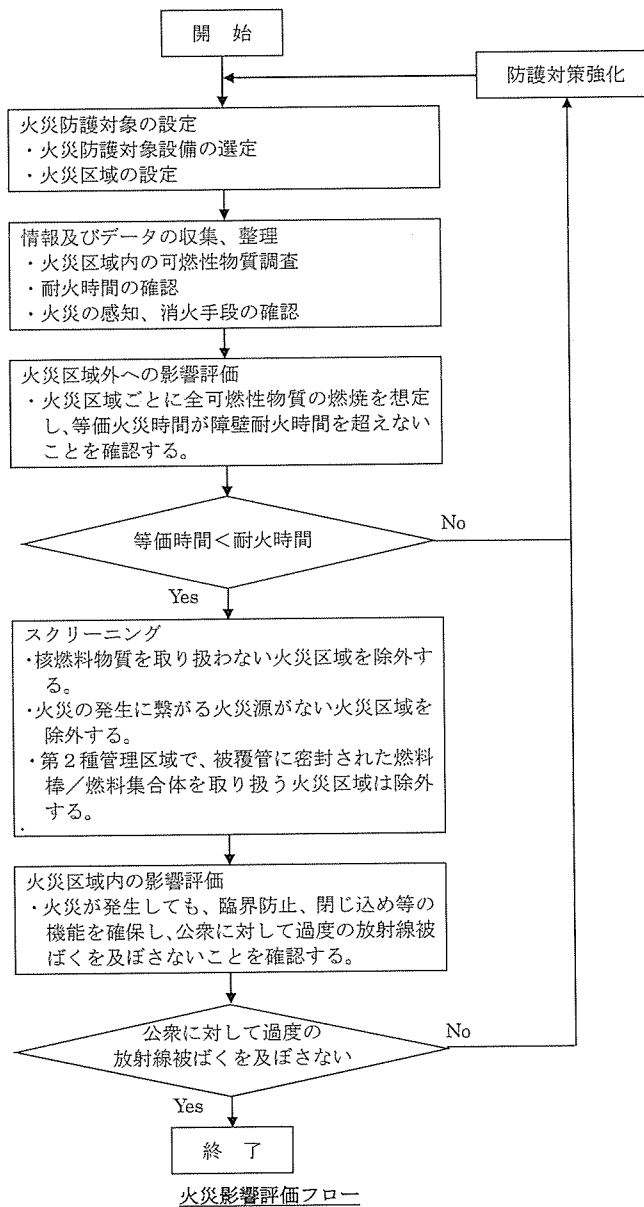 開　始
防護対策強化
火災防護対象の設定
・火災防護対象設備の選定
・火災区域の設定
情報及びデータの収集、整理
・火災区域内の可燃性物質調査
・耐火時間の確認
・火災の感知、消火手段の確認
火災区域外への影響評価
・火災区域ごとに全可燃性物質の燃焼を想定
し、等価火災時間が障壁耐火時間を超えない
ことを確認する。
等価時間＜耐火時間
No
Yes
スクリーニング
・核燃料物質を取り扱わない火災区域を除外す
る。
・火災の発生に繋がる火災源がない火災区域を
除外する。
・第２種管理区域で、被覆管に密封された燃料
棒／燃料集合体を取り扱う火災区域は除外
する。
火災区域内の影響評価
・火災が発生しても、臨界防止、閉じ込め等の
機能を確保し、公衆に対して過度の放射線被
ばくを及ぼさないことを確認する。
公衆に対して過度の
放射線被ばくを及ぼさない
No
Yes
終　了
火災影響評価フロー